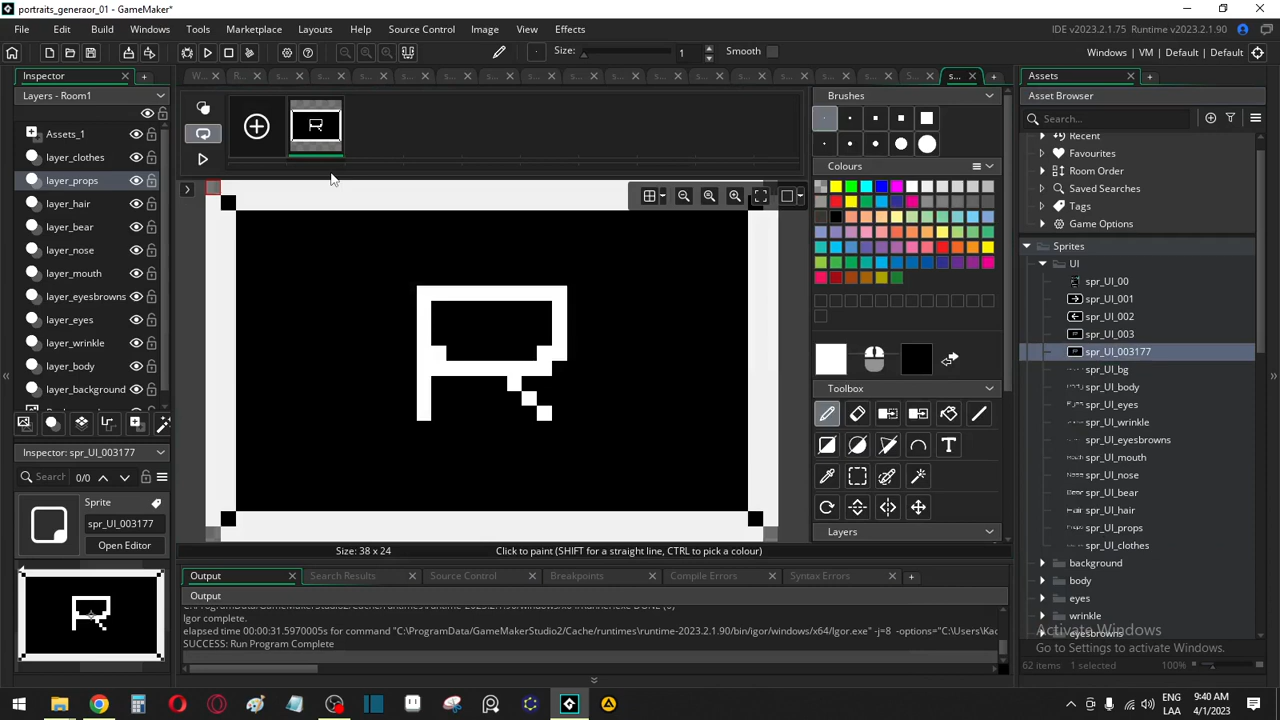 portraits_generaor_01 - GameMaker*
File Edit Build Windows Tools Marketplace Layouts Help Source Control Image View Effects
IDE v2023.2.1.75 Runtime v2023.2.1.90
Size: 1 Smooth
Windows | VM | Default | Default
Inspector
W... R... s... s... s... s... s... s... s... s... s... s... s... s... s... s... s... S... s...
Assets
Layers - Room1
Brushes
Asset Browser
Search...
Assets_1
layer_clothes
layer_props
layer_hair
layer_bear
layer_nose
layer_mouth
layer_eyesbrowns
layer_eyes
layer_wrinkle
layer_body
layer_background
R
Colours
Toolbox
T
Layers
Recent
Favourites
Room Order
Saved Searches
Tags
Game Options
Sprites
UI
spr_UI_00
spr_UI_001
spr_UI_002
spr_UI_003
spr_UI_003177
spr_UI_bg
spr_UI_body
spr_UI_eyes
spr_UI_wrinkle
spr_UI_eyesbrowns
spr_UI_mouth
spr_UI_nose
spr_UI_bear
spr_UI_hair
spr_UI_props
spr_UI_clothes
background
body
eyes
wrinkle
eyesbrowns
Inspector: spr_UI_003177
Search 0/0
Sprite
spr_UI_003177
Open Editor
R
Size: 38 x 24 Click to paint (SHIFT for a straight line, CTRL to pick a colour)
Output Search Results Source Control Breakpoints Compile Errors Syntax Errors
Output
Igor complete.
elapsed time 00:00:31.5970005s for command "C:\ProgramData/GameMakerStudio2/Cache/runtimes\runtime-2023.2.1.90/bin/igor/windows/x64/Igor.exe" -j=8 -options="C:\Users\Kac
SUCCESS: Run Program Complete
Activate Windows
Go to Settings to activate Windows.
62 items 1 selected 100%
ENG
LAA
9:40 AM
4/1/2023